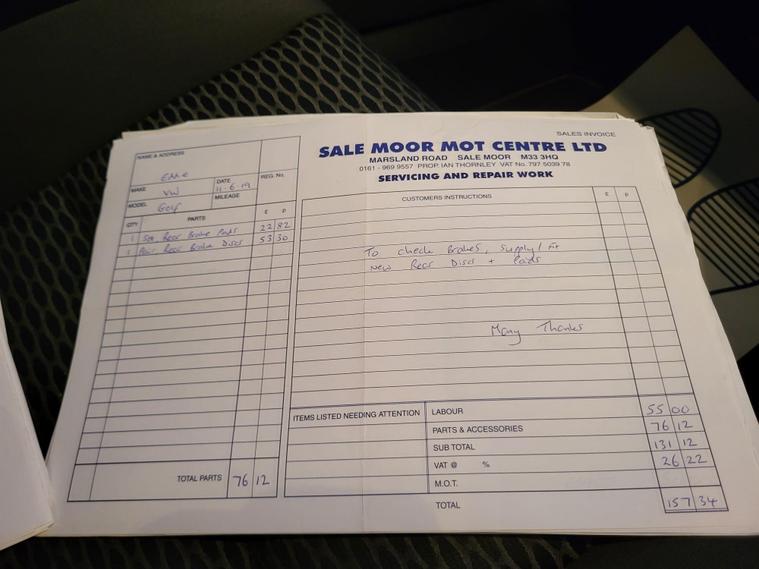 SALES INVOICE
SALE MOOR MOT CENTRE LTD
MARSLAND ROAD SALE MOOR M33 3HQ
0161 - 969 9557 PROP. IAN THORNLEY VAT No. 797 5039 78
SERVICING AND REPAIR WORK
NAME & ADDRESS
MAKE
VW
DATE
11-6-19
REG. No.
MODEL
Golf
MILEAGE
QTY PARTS £ P
1 Set Rear Brake Pads 22 82
1 Pair Rear Brake Discs 53 30
TOTAL PARTS 76 12
CUSTOMERS INSTRUCTIONS £ P
To check Brakes, Supply / Fit
New Rear Discs + Pads
Many Thanks
ITEMS LISTED NEEDING ATTENTION
LABOUR 55 00
PARTS & ACCESSORIES 76 12
SUB TOTAL 131 12
VAT @ % 26 22
M.O.T.
TOTAL 157 34